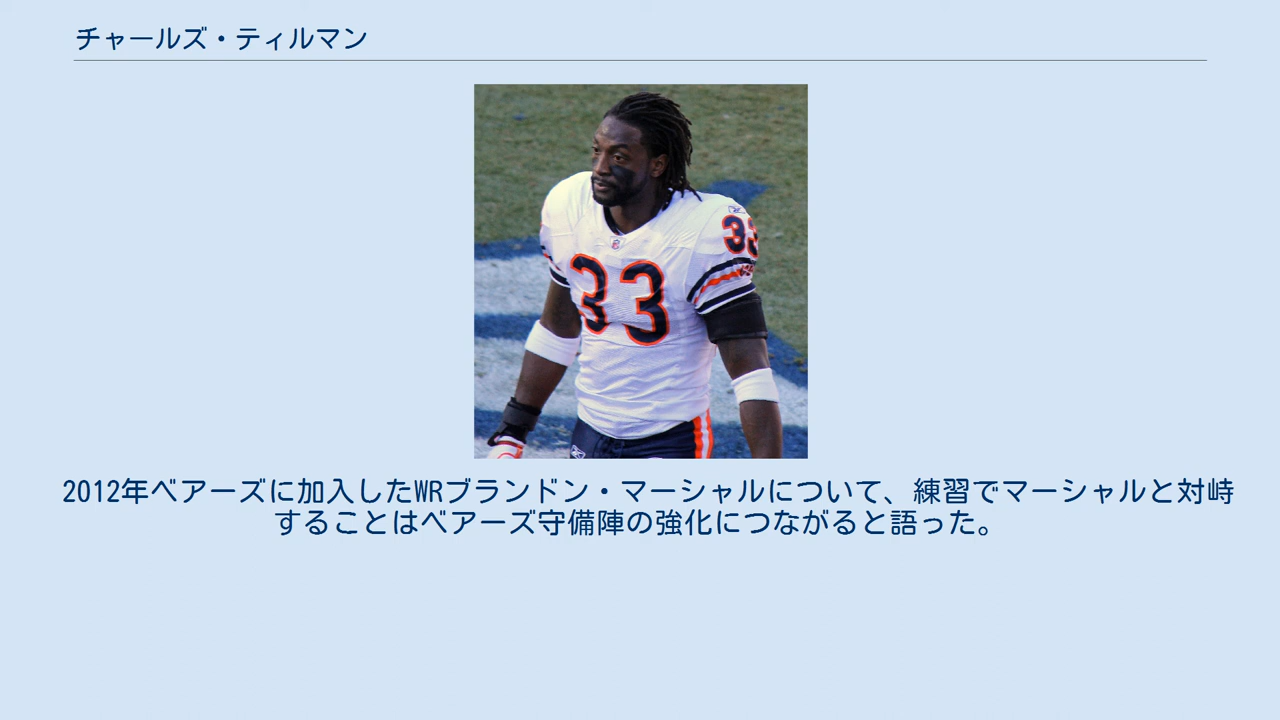 チャールズ・ティルマン
33
33
2012年ベアーズに加入したWRブランドン・マーシャルについて、練習でマーシャルと対峙
することはベアーズ守備陣の強化につながると語った。